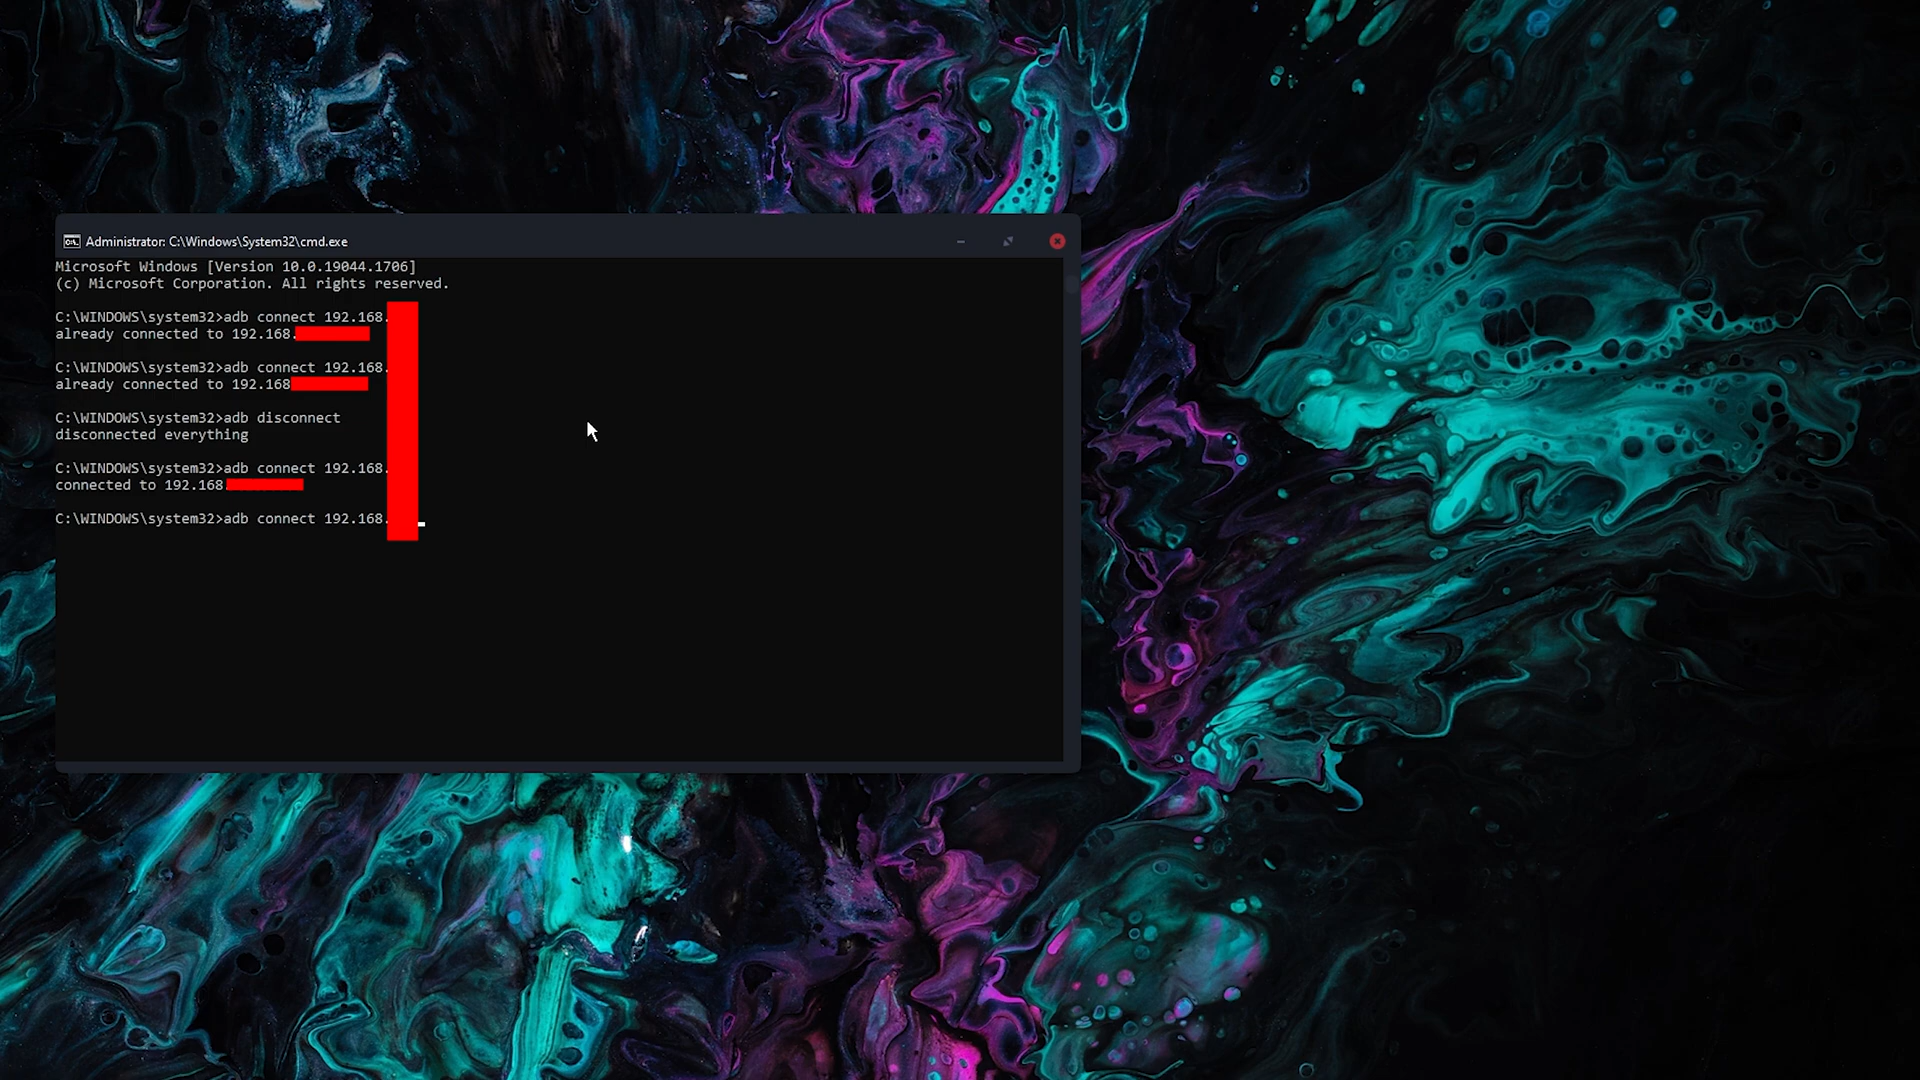 Administrator: C:\Windows\System32\cmd.exe
Microsoft Windows [Version 10.0.19044.1706]
(c) Microsoft Corporation. All rights reserved.
C:\WINDOWS\system32>adb connect 192.168.
already connected to 192.168.
C:\WINDOWS\system32>adb connect 192.168.
already connected to 192.168
C:\WINDOWS\system32>adb disconnect
disconnected everything
C:\WINDOWS\system32>adb connect 192.168.
connected to 192.168.
C:\WINDOWS\system32>adb connect 192.168.